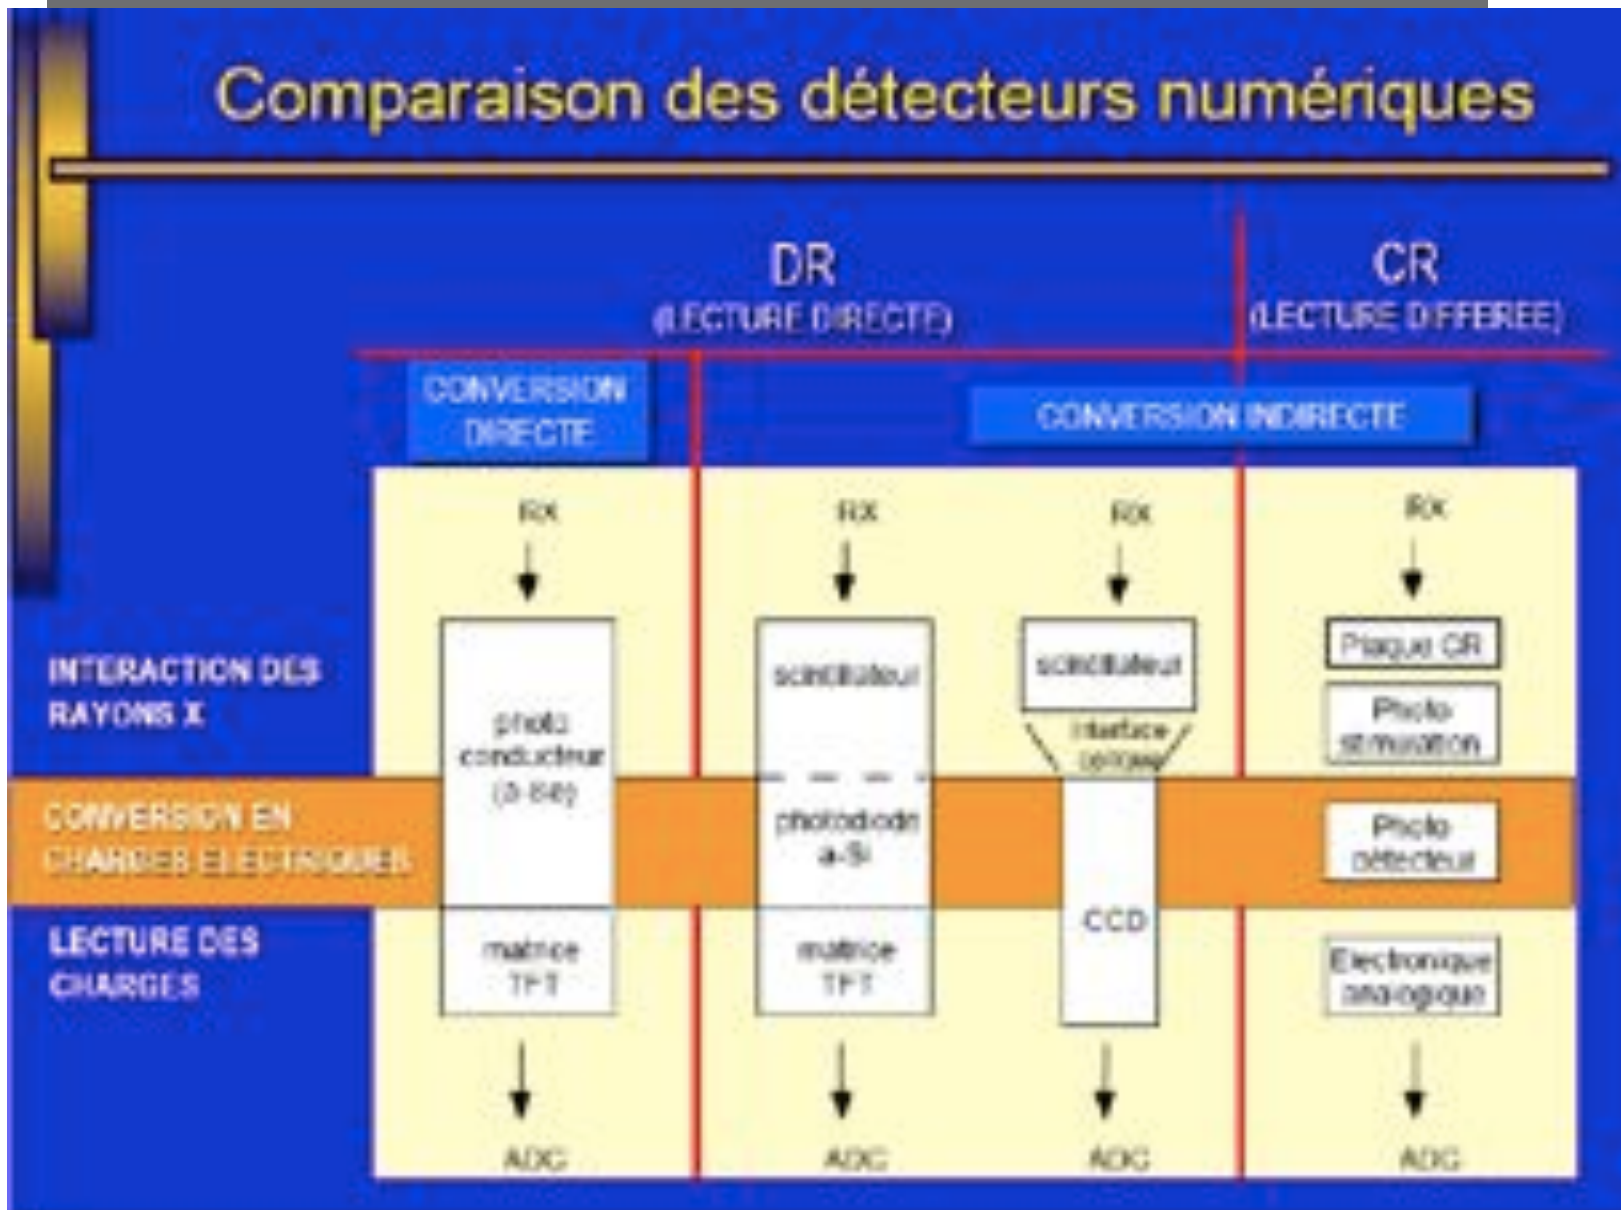 Comparaison des détecteurs numériques
DR
(LECTURE DIRECTE)
CR
(LECTURE DIFFEREE)
CONVERSION
DIRECTE
CONVERSION INDIRECTE
RX
RX
RX
RX
INTERACTION DES
RAYONS X
photo
conducteur
(a-Se)
scintillateur
scintillateur
Interface
optique
Plaque CR
Photo
stimulation
CONVERSION EN
CHARGES ELECTRIQUES
photodiode
a-Si
Photo
détecteur
LECTURE DES
CHARGES
matrice
TFT
matrice
TFT
CCD
Electronique
analogique
ADC
ADC
ADC
ADC